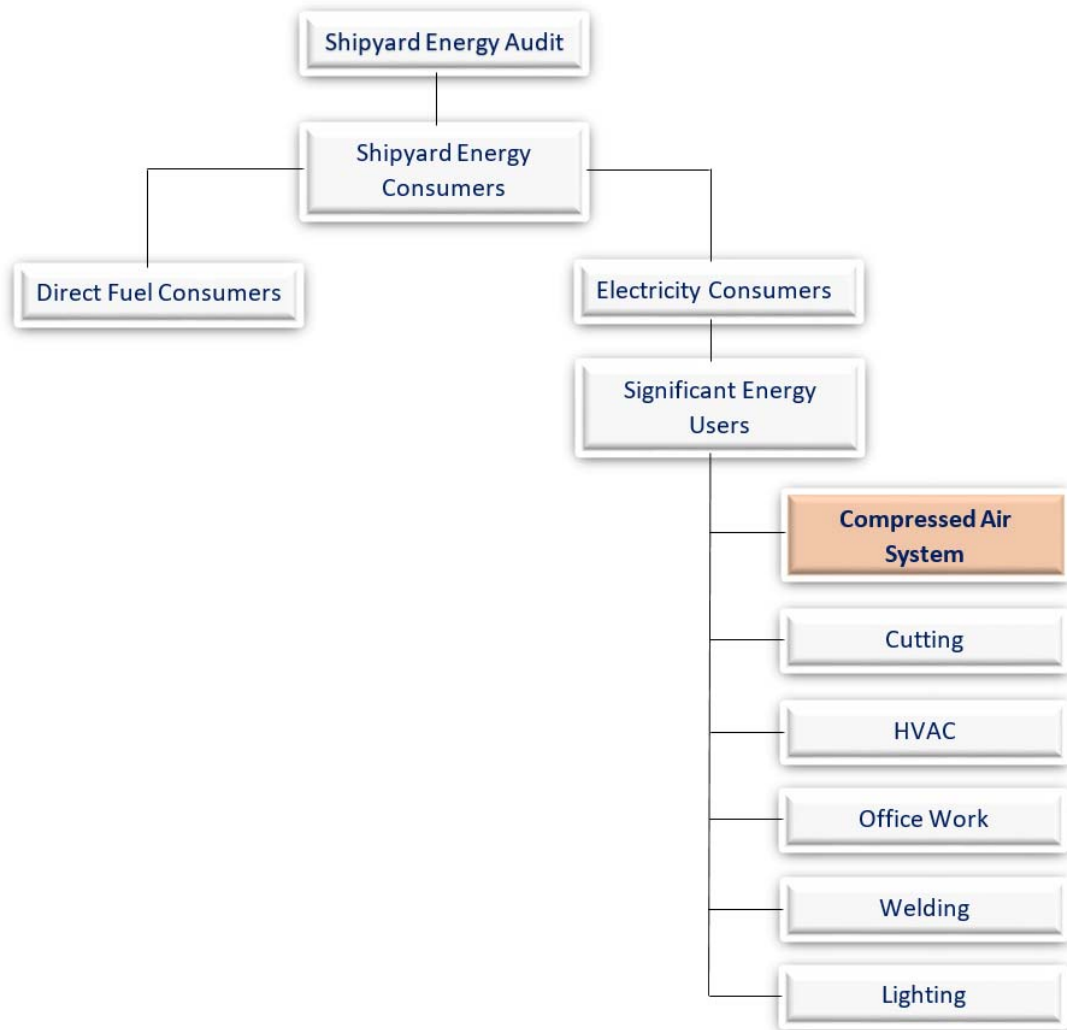 Shipyard Energy Audit
Shipyard Energy
Consumers
Direct Fuel Consumers
Electricity Consumers
Significant Energy
Users
Compressed Air
System
Cutting
HVAC
Office Work
Welding
Lighting